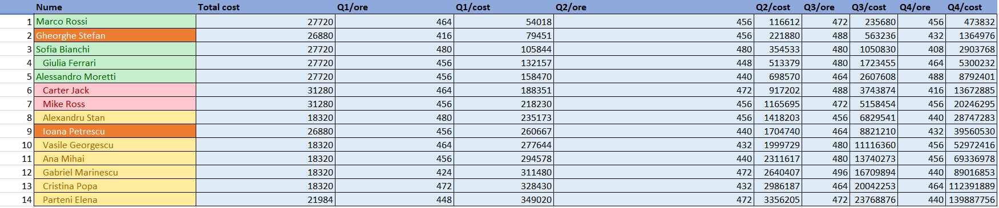 Nume Total cost Q1/ore Q1/cost Q2/ore Q2/cost Q3/ore Q3/cost Q4/ore Q4/cost
1 Marco Rossi 27720 464 54018 456 116612 472 235680 456 473832
2 Gheorghe Stefan 26880 416 79451 456 221880 488 563236 432 1364976
3 Sofia Bianchi 27720 480 105844 480 354533 480 1050830 408 2903768
4 Giulia Ferrari 27720 456 132157 448 513379 480 1723455 464 5300232
5 Alessandro Moretti 27720 456 158470 440 698570 464 2607608 488 8792401
6 Carter Jack 31280 464 188351 472 917202 488 3743874 416 13672885
7 Mike Ross 31280 456 218230 456 1165695 472 5158454 456 20246295
8 Alexandru Stan 18320 480 235173 456 1418203 456 6829541 440 28747283
9 Ioana Petrescu 26880 456 260667 440 1704740 464 8821210 432 39560530
10 Vasile Georgescu 18320 464 277644 432 1999729 480 11116360 456 52972416
11 Ana Mihai 18320 456 294578 440 2311617 480 13740273 456 69336978
12 Gabriel Marinescu 18320 424 311480 472 2640407 496 16709894 440 89016853
13 Cristina Popa 18320 472 328430 432 2986187 464 20042253 464 112391889
14 Parteni Elena 21984 448 349020 472 3356205 472 23768876 440 139887756